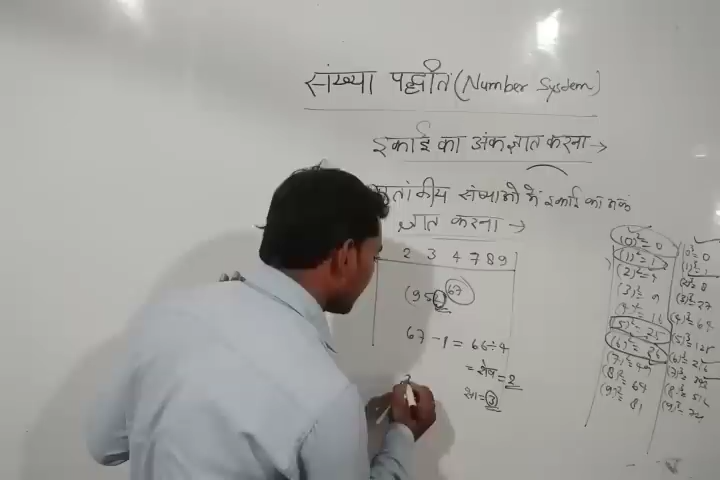 संख्या पद्धति (Number System)
इकाई का अंक ज्ञात करना →
संख्याओं में इकाई का अंक
ज्ञात करना →
2 3 4 7 8 9
67
67 - 1 = 66 ÷ 4
= शेष = 2
= 3
(0)² = 0
(1)² = 1
(2)² = 4
(3)² = 9
(4)² = 16
(5)² = 25
(6)² = 36
(7)² = 49
(8)² = 64
(9)² = 81
(0)³ = 0
(1)³ = 1
(2)³ = 8
(3)³ = 27
(4)³ = 64
(5)³ = 125
(6)³ = 216